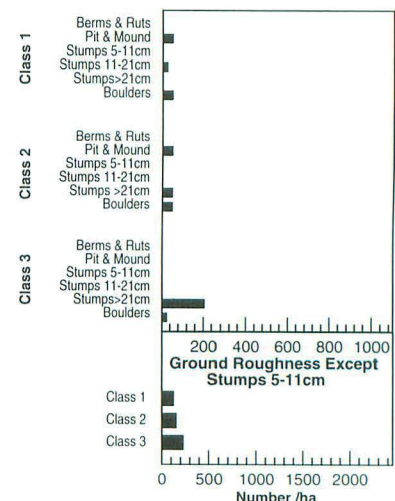 Class 1
Berms & Ruts
Pit & Mound
Stumps 5-11cm
Stumps 11-21cm
Stumps>21cm
Boulders
Class 2
Berms & Ruts
Pit & Mound
Stumps 5-11cm
Stumps 11-21cm
Stumps >21cm
Boulders
Class 3
Berms & Ruts
Pit & Mound
Stumps 5-11cm
Stumps 11-21cm
Stumps>21cm
Boulders
200 400 600 800 1000
Ground Roughness Except
Stumps 5-11cm
Class 1
Class 2
Class 3
0 500 1000 1500 2000
Number /ha